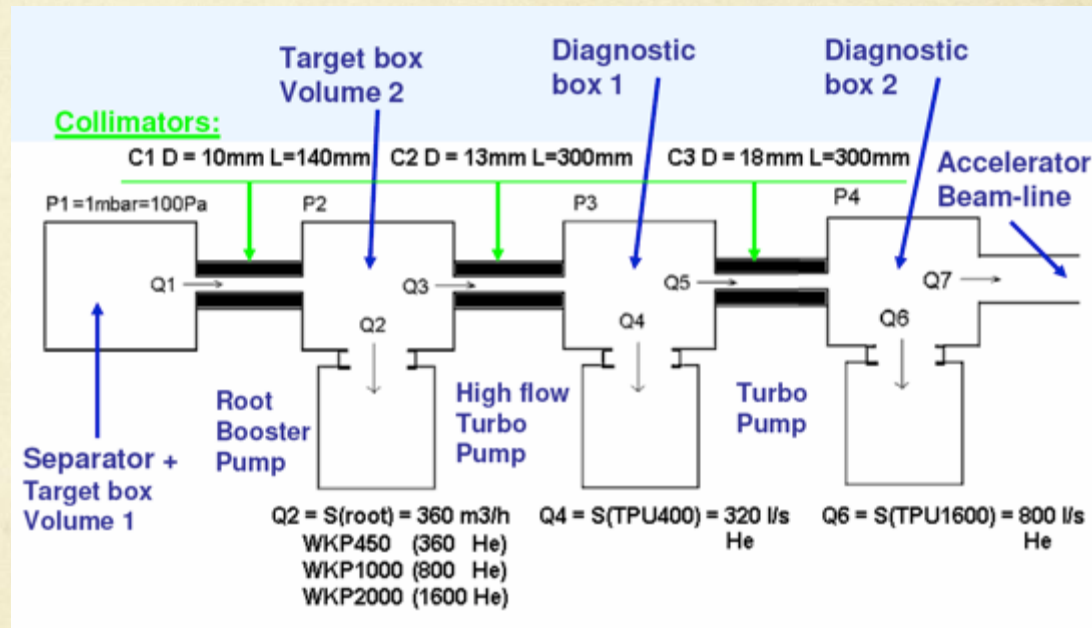 Target box
Volume 2
Diagnostic
box 1
Diagnostic
box 2
Collimators:
C1 D = 10mm L=140mm C2 D = 13mm L=300mm C3 D = 18mm L=300mm
Accelerator
Beam-line
P1=1mbar=100Pa
P2
P3
P4
Q1
Q3
Q5
Q7
Q2
Q4
Q6
Root
Booster
Pump
High flow
Turbo
Pump
Turbo
Pump
Separator +
Target box
Volume 1
Q2 = S(root) = 360 m3/h
WKP450 (360 He)
WKP1000 (800 He)
WKP2000 (1600 He)
Q4 = S(TPU400) = 320 l/s
He
Q6 = S(TPU1600) = 800 l/s
He